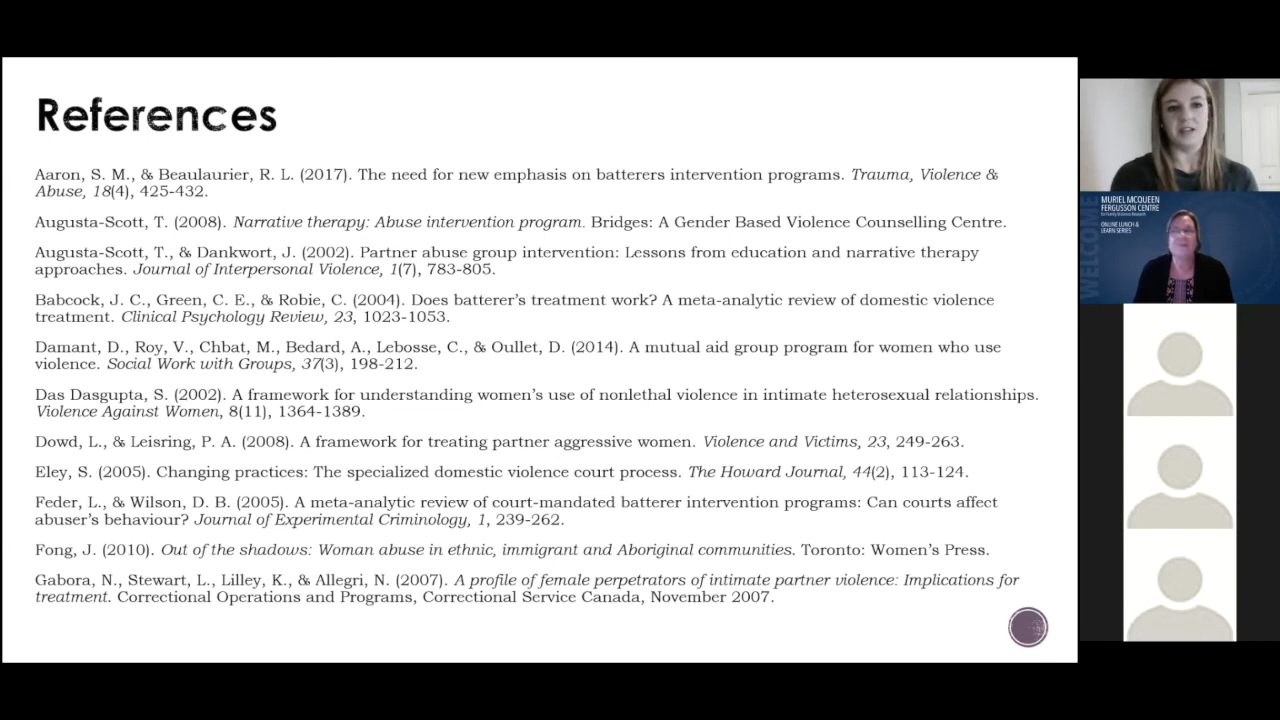 References
Aaron, S. M., & Beaulaurier, R. L. (2017). The need for new emphasis on batterers intervention programs. Trauma, Violence &
Abuse, 18(4), 425-432.
Augusta-Scott, T. (2008). Narrative therapy: Abuse intervention program. Bridges: A Gender Based Violence Counselling Centre.
Augusta-Scott, T., & Dankwort, J. (2002). Partner abuse group intervention: Lessons from education and narrative therapy
approaches. Journal of Interpersonal Violence, 1(7), 783-805.
Babcock, J. C., Green, C. E., & Robie, C. (2004). Does batterer's treatment work? A meta-analytic review of domestic violence
treatment. Clinical Psychology Review, 23, 1023-1053.
Damant, D., Roy, V., Chbat, M., Bedard, A., Lebosse, C., & Oullet, D. (2014). A mutual aid group program for women who use
violence. Social Work with Groups, 37(3), 198-212.
Das Dasgupta, S. (2002). A framework for understanding women's use of nonlethal violence in intimate heterosexual relationships.
Violence Against Women, 8(11), 1364-1389.
Dowd, L., & Leisring, P. A. (2008). A framework for treating partner aggressive women. Violence and Victims, 23, 249-263.
Eley, S. (2005). Changing practices: The specialized domestic violence court process. The Howard Journal, 44(2), 113-124.
Feder, L., & Wilson, D. B. (2005). A meta-analytic review of court-mandated batterer intervention programs: Can courts affect
abuser's behaviour? Journal of Experimental Criminology, 1, 239-262.
Fong, J. (2010). Out of the shadows: Woman abuse in ethnic, immigrant and Aboriginal communities. Toronto: Women's Press.
Gabora, N., Stewart, L., Lilley, K., & Allegri, N. (2007). A profile of female perpetrators of intimate partner violence: Implications for
treatment. Correctional Operations and Programs, Correctional Service Canada, November 2007.
MURIEL MCQUEEN
FERGUSSON CENTRE
for Family Violence Research
ONLINE LUNCH &
LEARN SERIES
WELCOME